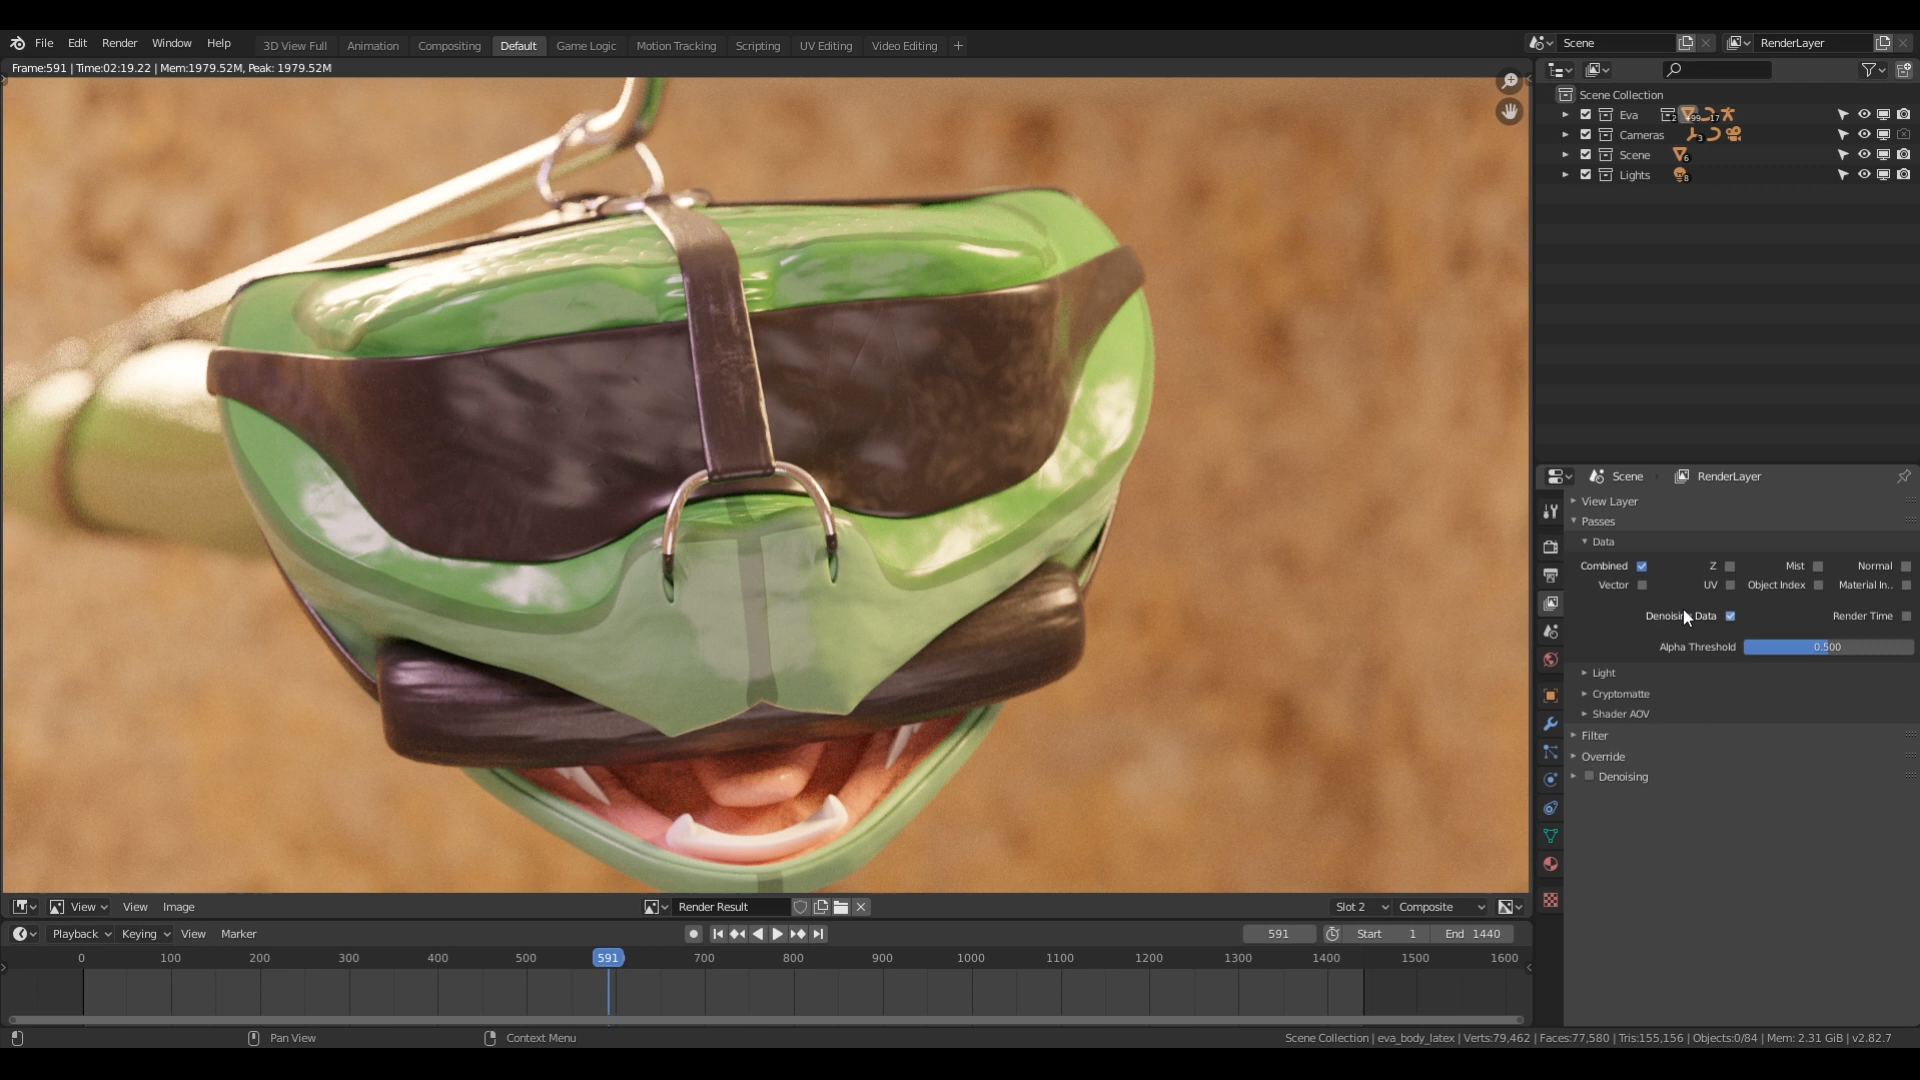 File Edit Render Window Help 3D View Full Animation Compositing Default Game Logic Motion Tracking Scripting UV Editing Video Editing + Scene RenderLayer
Frame:591 | Time:02:19.22 | Mem:1979.52M, Peak: 1979.52M
Scene Collection
Eva 2 99 17
Cameras 3
Scene 6
Lights 8
Scene RenderLayer
View Layer
Passes
Data
Combined Z Mist Normal
Vector UV Object Index Material In..
Denoising Data Render Time
Alpha Threshold 0.500
Light
Cryptomatte
Shader AOV
Filter
Override
Denoising
View View Image Render Result Slot 2 Composite
Playback Keying View Marker 591 Start 1 End 1440
0 100 200 300 400 500 591 700 800 900 1000 1100 1200 1300 1400 1500 1600
Pan View Context Menu Scene Collection | eva_body_latex | Verts:79,462 | Faces:77,580 | Tris:155,156 | Objects:0/84 | Mem: 2.31 GiB | v2.82.7